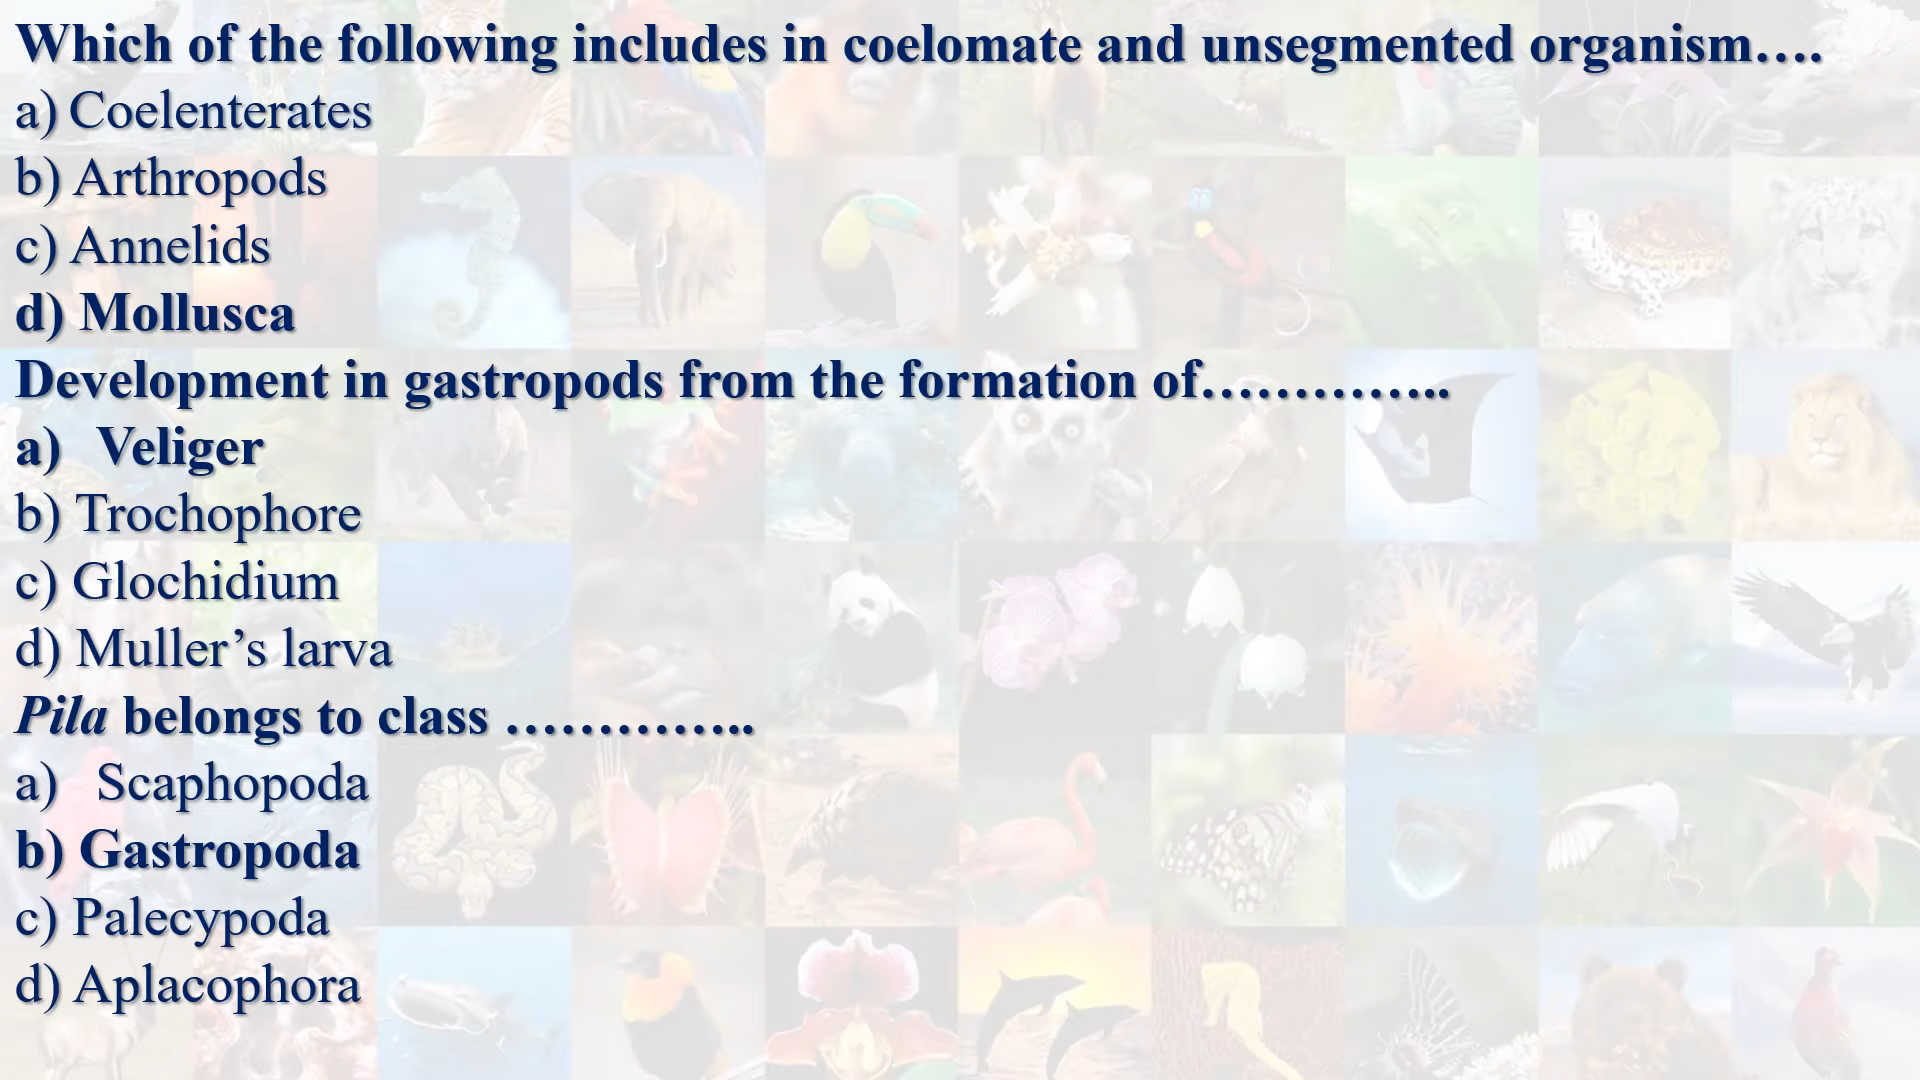 Which of the following includes in coelomate and unsegmented organism….
a) Coelenterates
b) Arthropods
c) Annelids
d) Mollusca
Development in gastropods from the formation of…………..
a) Veliger
b) Trochophore
c) Glochidium
d) Muller’s larva
Pila belongs to class …………..
a) Scaphopoda
b) Gastropoda
c) Palecypoda
d) Aplacophora